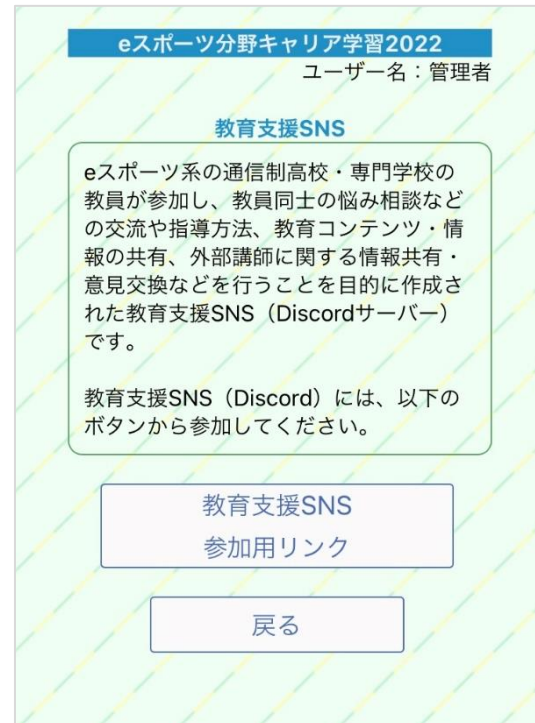 eスポーツ分野キャリア学習2022
ユーザー名：管理者
教育支援SNS
eスポーツ系の通信制高校・専門学校の
教員が参加し、教員同士の悩み相談など
の交流や指導方法、教育コンテンツ・情
報の共有、外部講師に関する情報共有・
意見交換などを行うことを目的に作成さ
れた教育支援SNS（Discordサーバー）
です。
教育支援SNS（Discord）には、以下の
ボタンから参加してください。
教育支援SNS
参加用リンク
戻る